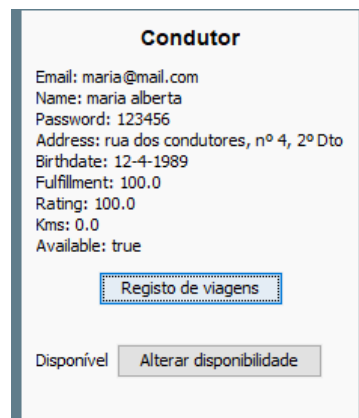 Condutor
Email: maria@mail.com
Name: maria alberta
Password: 123456
Address: rua dos condutores, nº 4, 2º Dto
Birthdate: 12-4-1989
Fulfillment: 100.0
Rating: 100.0
Kms: 0.0
Available: true
Registo de viagens
Disponível Alterar disponibilidade